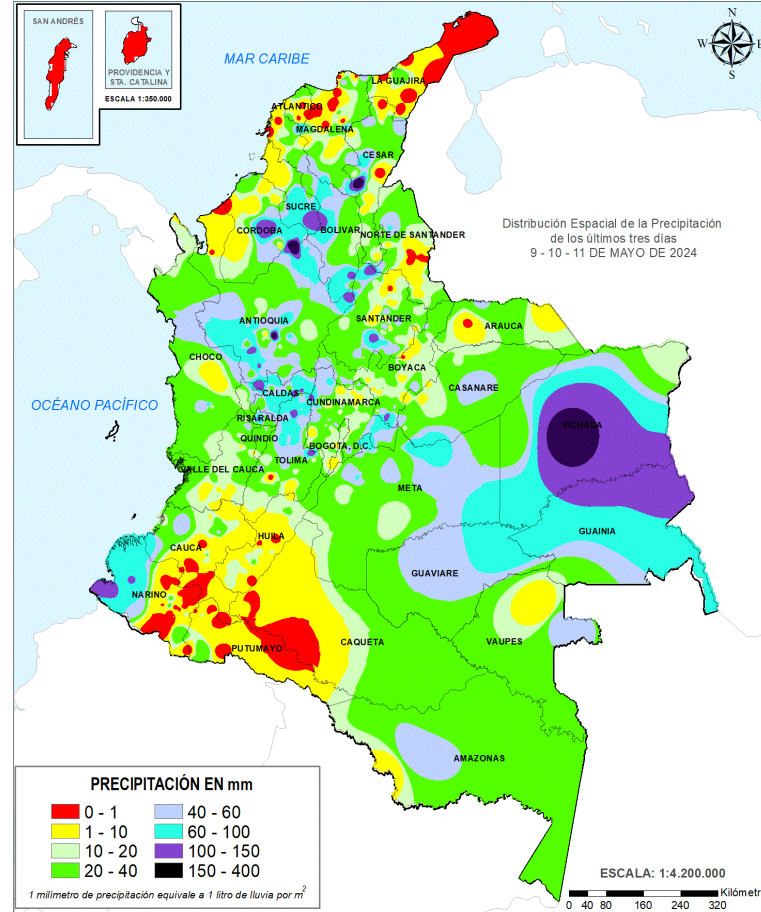 SAN ANDRÉS
PROVIDENCIA Y
STA. CATALINA
ESCALA 1:350.000
MAR CARIBE
N
W
E
S
LA GUAJIRA
ATLANTICO
MAGDALENA
CESAR
SUCRE
CORDOBA
BOLIVAR
NORTE DE SANTANDER
Distribución Espacial de la Precipitación
de los últimos tres días
9 - 10 - 11 DE MAYO DE 2024
ANTIOQUIA
SANTANDER
ARAUCA
CHOCO
BOYACA
CASANARE
OCÉANO PACÍFICO
CALDAS
CUNDINAMARCA
RISARALDA
VICHADA
QUINDIO
BOGOTA, D.C.
TOLIMA
VALLE DEL CAUCA
META
GUAINIA
CAUCA
HUILA
GUAVIARE
NARINO
PUTUMAYO
CAQUETA
VAUPES
AMAZONAS
PRECIPITACIÓN EN mm
0 - 1
40 - 60
1 - 10
60 - 100
10 - 20
100 - 150
20 - 40
150 - 400
1 milímetro de precipitación equivale a 1 litro de lluvia por m²
ESCALA: 1:4.200.000
Kilómet
0 40 80 160 240 320